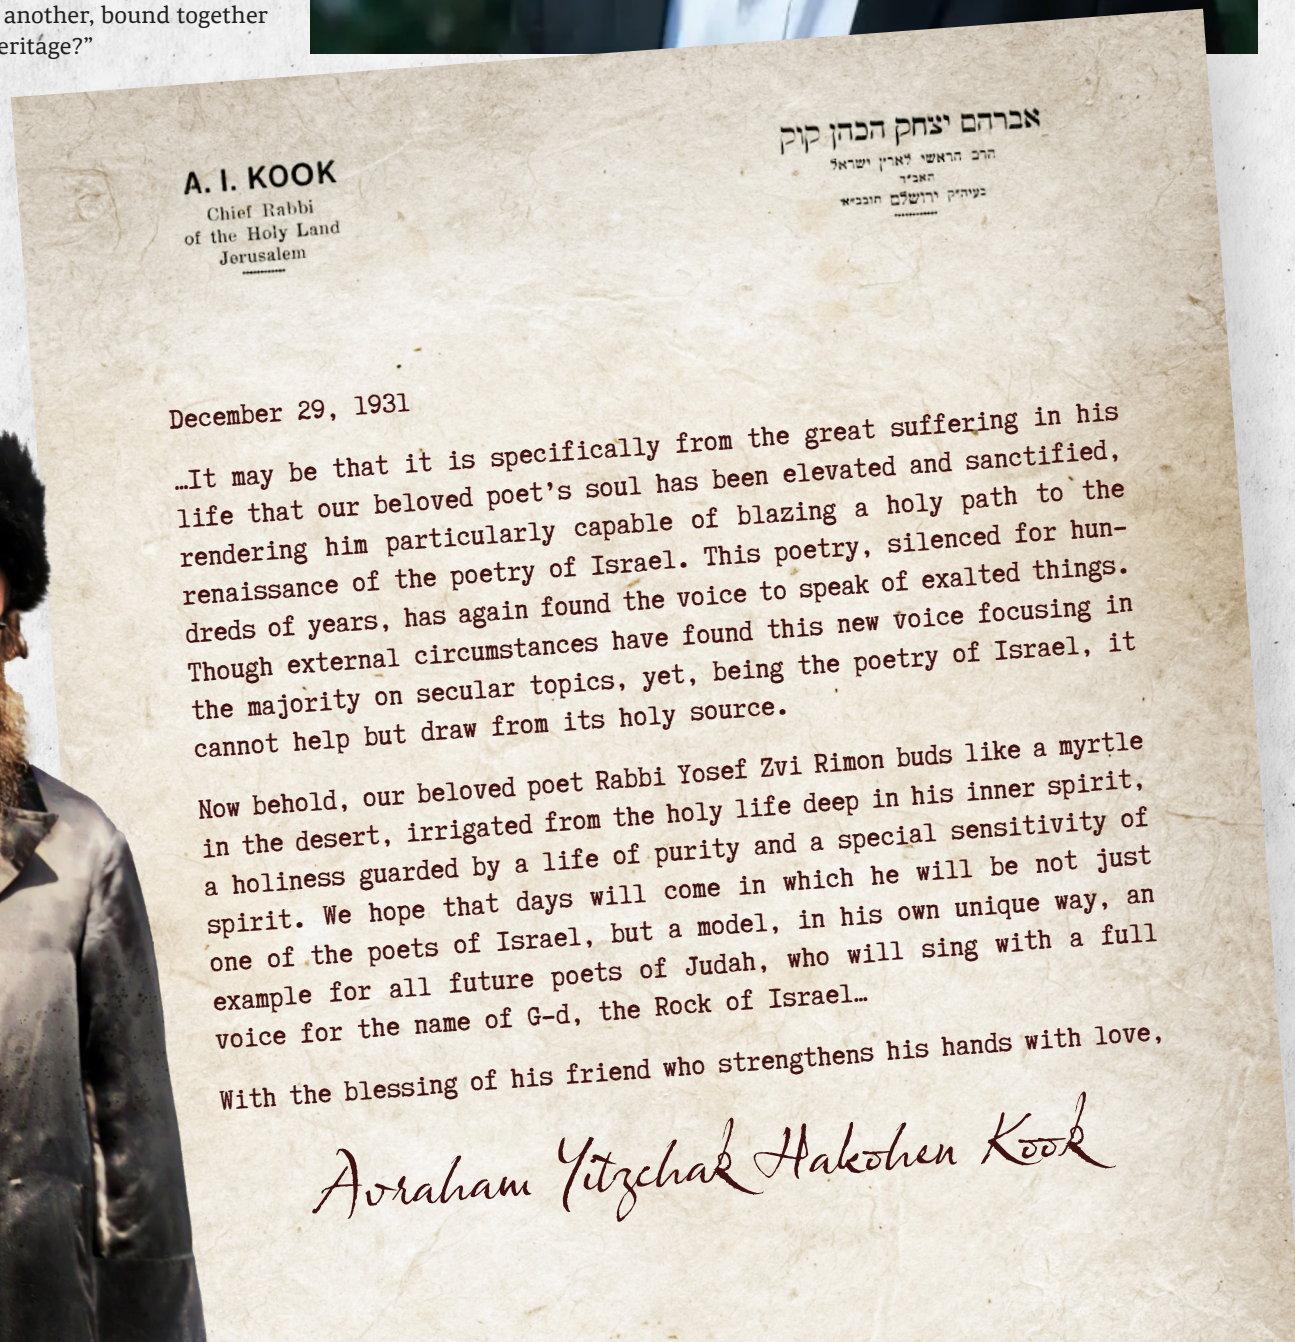 another, bound together
eritage?”
A. I. KOOK
Chief Rabbi
of the Holy Land
Jerusalem
אברהם יצחק הכהן קוק
הרב הראשי לארץ ישראל
האב״ד
בעיה״ק ירושלם תובב״א
December 29, 1931
…It may be that it is specifically from the great suffering in his
life that our beloved poet’s soul has been elevated and sanctified,
rendering him particularly capable of blazing a holy path to the
renaissance of the poetry of Israel. This poetry, silenced for hun-
dreds of years, has again found the voice to speak of exalted things.
Though external circumstances have found this new voice focusing in
the majority on secular topics, yet, being the poetry of Israel, it
cannot help but draw from its holy source.
Now behold, our beloved poet Rabbi Yosef Zvi Rimon buds like a myrtle
in the desert, irrigated from the holy life deep in his inner spirit,
a holiness guarded by a life of purity and a special sensitivity of
spirit. We hope that days will come in which he will be not just
one of the poets of Israel, but a model, in his own unique way, an
example for all future poets of Judah, who will sing with a full
voice for the name of G-d, the Rock of Israel…
With the blessing of his friend who strengthens his hands with love,
Avraham Yitzchak Hakohen Kook